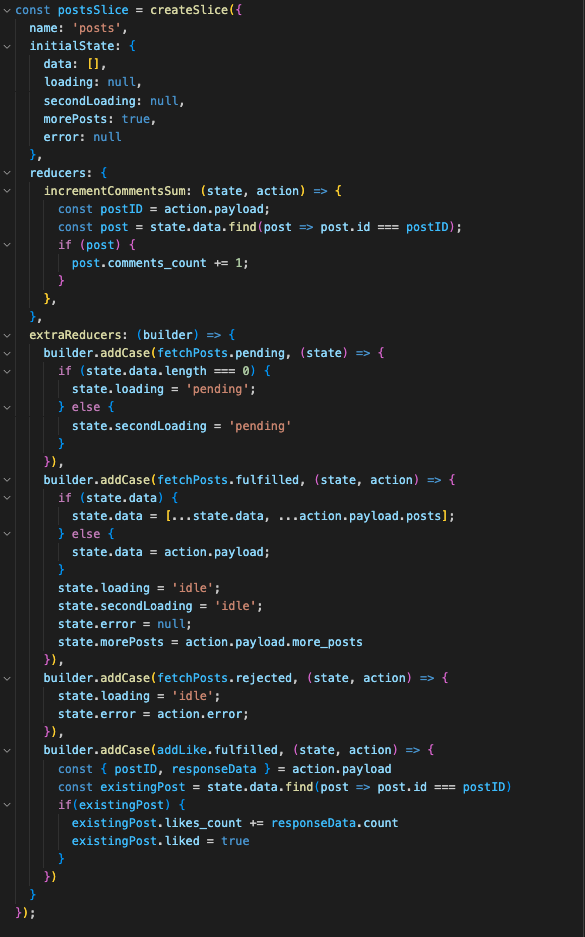 const postsSlice = createSlice({
  name: 'posts',
  initialState: {
    data: [],
    loading: null,
    secondLoading: null,
    morePosts: true,
    error: null
  },
  reducers: {
    incrementCommentsSum: (state, action) => {
      const postID = action.payload;
      const post = state.data.find(post => post.id === postID);
      if (post) {
        post.comments_count += 1;
      }
    },
  },
  extraReducers: (builder) => {
    builder.addCase(fetchPosts.pending, (state) => {
      if (state.data.length === 0) {
        state.loading = 'pending';
      } else {
        state.secondLoading = 'pending'
      }
    }),
    builder.addCase(fetchPosts.fulfilled, (state, action) => {
      if (state.data) {
        state.data = [...state.data, ...action.payload.posts];
      } else {
        state.data = action.payload;
      }
      state.loading = 'idle';
      state.secondLoading = 'idle';
      state.error = null;
      state.morePosts = action.payload.more_posts
    }),
    builder.addCase(fetchPosts.rejected, (state, action) => {
      state.loading = 'idle';
      state.error = action.error;
    }),
    builder.addCase(addLike.fulfilled, (state, action) => {
      const { postID, responseData } = action.payload
      const existingPost = state.data.find(post => post.id === postID)
      if(existingPost) {
        existingPost.likes_count += responseData.count
        existingPost.liked = true
      }
    })
  }
});